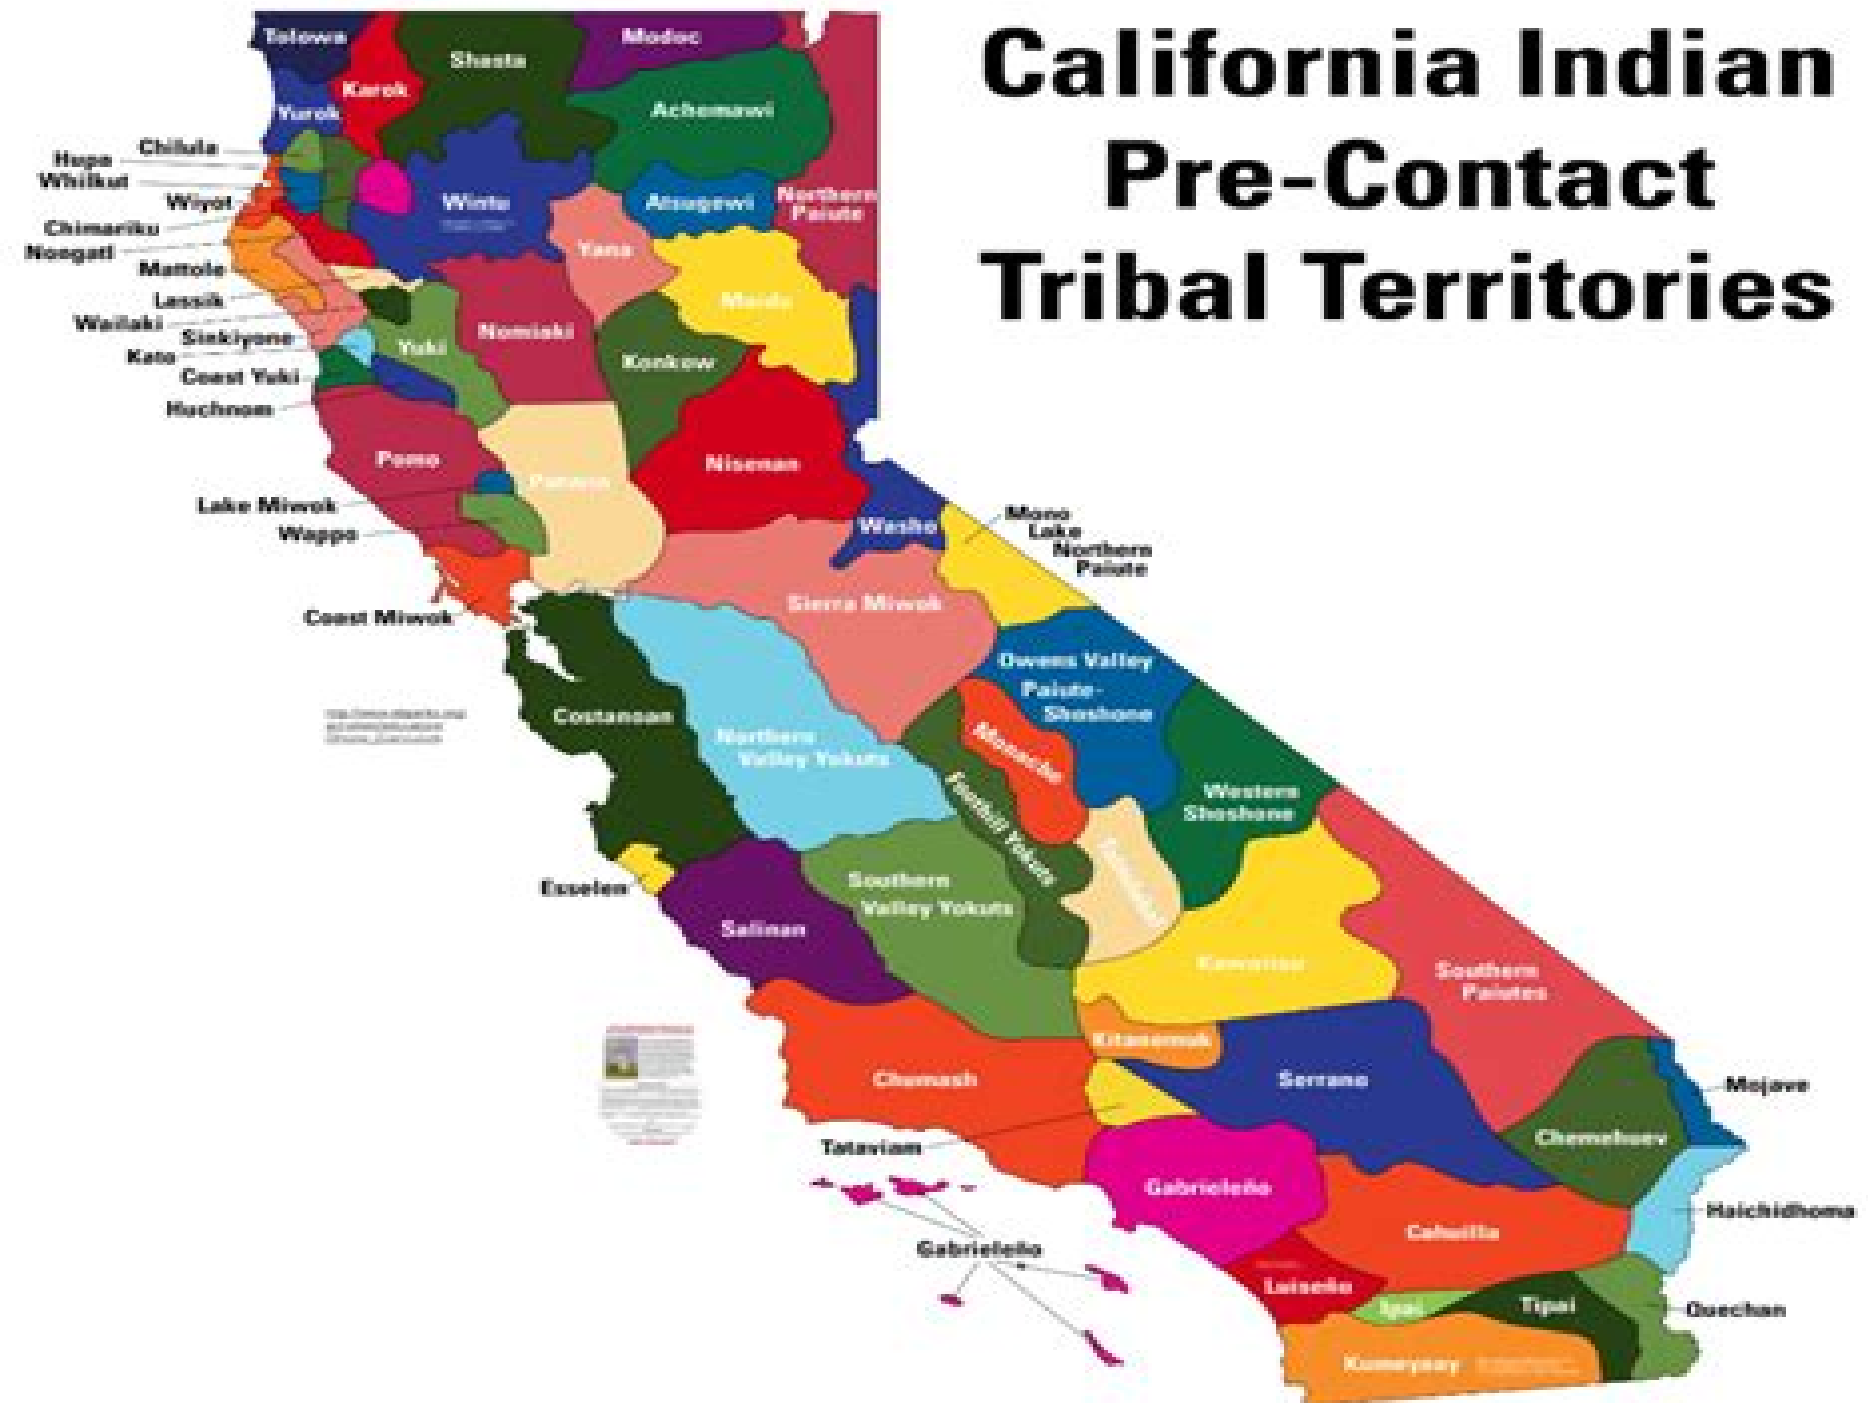 California Indian
Pre-Contact
Tribal Territories
Tolowa
Modoc
Shasta
Karok
Yurok
Achomawi
Chilula
Hupa
Whilkut
Wiyot
Chimariku
Nongatl
Mattole
Lassik
Wailaki
Sinkiyone
Kato
Coast Yuki
Huchnom
Wintu
Atsugewi
Northern
Paiute
Yana
Maidu
Nomlaki
Yuki
Konkow
Pomo
Patwin
Nisenan
Lake Miwok
Wappo
Washo
Mono
Lake
Northern
Paiute
Coast Miwok
Sierra Miwok
Owens Valley
Paiute-
Shoshone
Costanoan
Northern
Valley Yokuts
Monache
Foothill Yokuts
Western
Shoshone
Esselen
Southern
Valley Yokuts
Salinan
Kawaiisu
Southern
Paiutes
Kitanemuk
Chumash
Serrano
Mojave
Tataviam
Chemehuev
Gabrieleño
Haichidhoma
Cahuilla
Gabrieleño
Luiseño
Ipai
Tipai
Quechan
Kumeyaay